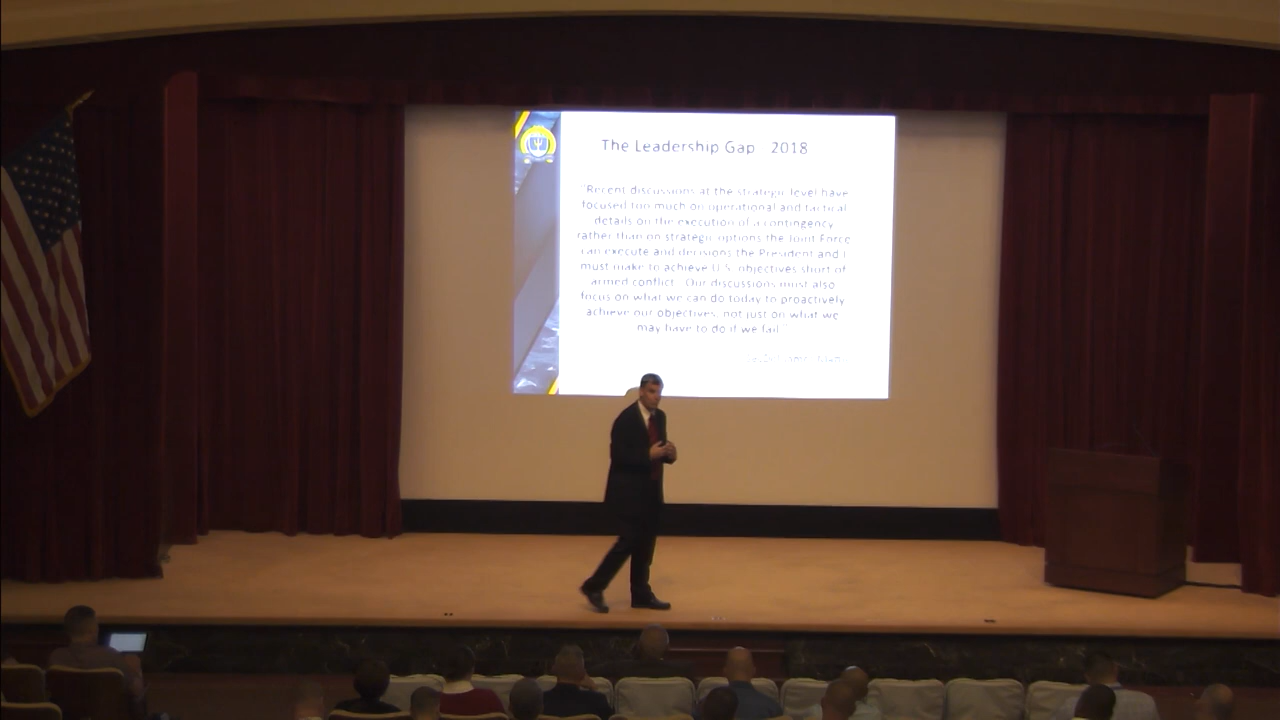 The Leadership Gap 2018
"Recent discussions at the strategic level have
focused too much on operational and tactical
details on the execution of a contingency
rather than on strategic options the Joint Force
can execute and decisions the President and I
must make to achieve U.S. objectives short of
armed conflict. Our discussions must also
focus on what we can do today to proactively
achieve our objectives, not just on what we
may have to do if we fail."